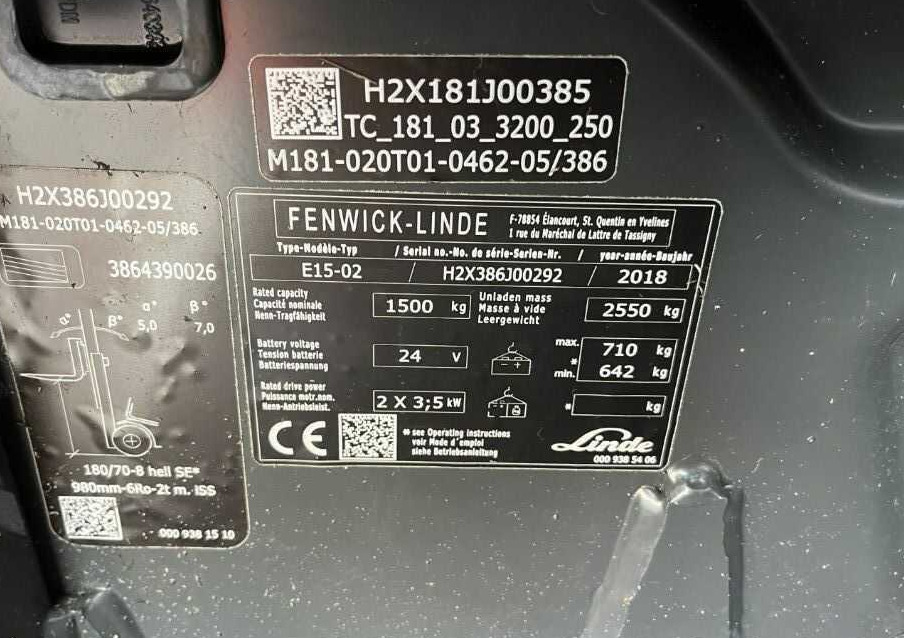 H2X181J00385
TC_181_03_3200_250
M181-020T01-0462-05/386
H2X386J00292
M181-020T01-0462-05/386
3864390026
α° β°
5,0 7,0
α° β°
180/70-8 hell SE*
980mm-6Ro-2t m. ISS
000 938 15 10
FENWICK-LINDE
F-78854 Élancourt, St. Quentin en Yvelines
1 rue du Maréchal de Lattre de Tassigny
Type-Modèle-Typ / Serial no.-No. de série-Serien-Nr. / year-année-Baujahr
E15-02 / H2X386J00292 / 2018
Rated capacity
Capacité nominale
Nenn-Tragfähigkeit
1500 kg
Unladen mass
Masse à vide
Leergewicht
2550 kg
Battery voltage
Tension batterie
Batteriespannung
24 V
- +
max. 710 kg
*
min. 642 kg
Rated drive power
Puissance motr.nom.
Nenn-Antriebsleist.
2 X 3;5 kW
* kg
CE
* see Operating instructions
voir Mode d'emploi
siehe Betriebsanleitung
Linde
000 938 54 06